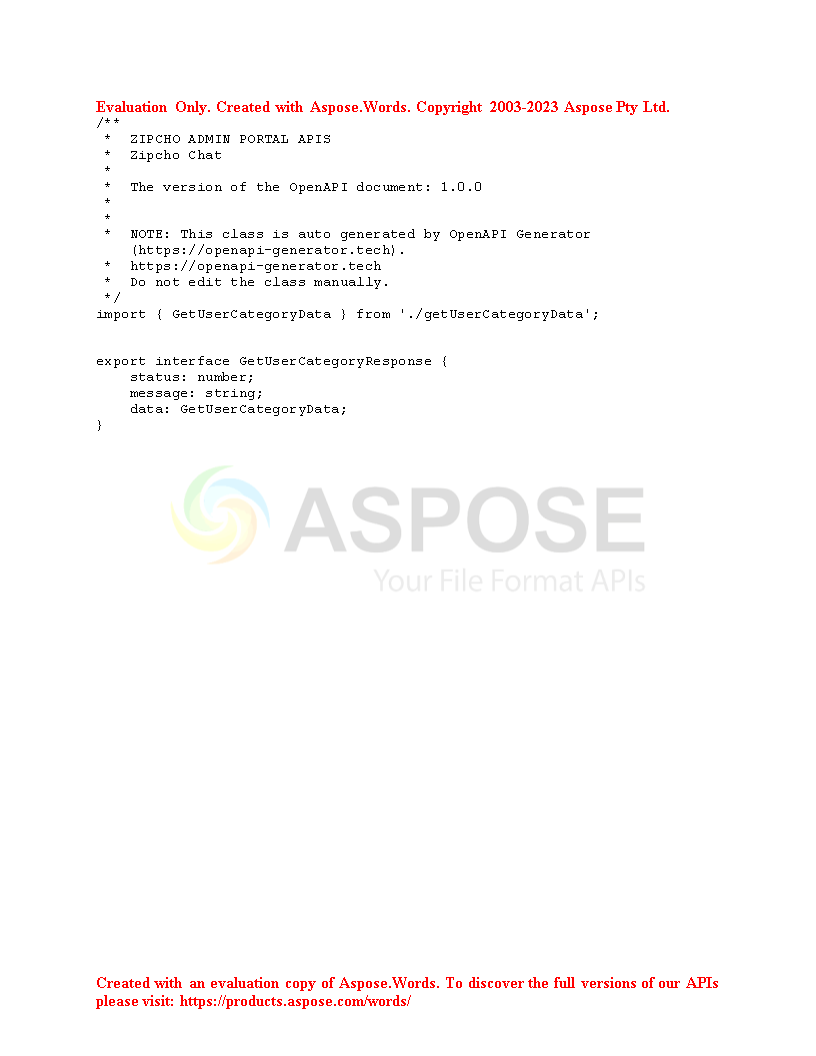 Evaluation Only. Created with Aspose.Words. Copyright 2003-2023 Aspose Pty Ltd.
/**
 *  ZIPCHO ADMIN PORTAL APIS
 *  Zipcho Chat
 *
 *  The version of the OpenAPI document: 1.0.0
 *
 *
 *  NOTE: This class is auto generated by OpenAPI Generator
    (https://openapi-generator.tech).
 *  https://openapi-generator.tech
 *  Do not edit the class manually.
 */
import { GetUserCategoryData } from './getUserCategoryData';
export interface GetUserCategoryResponse {
    status: number;
    message: string;
    data: GetUserCategoryData;
}
ASPOSE
Your File Format APIs
Created with an evaluation copy of Aspose.Words. To discover the full versions of our APIs
please visit: https://products.aspose.com/words/